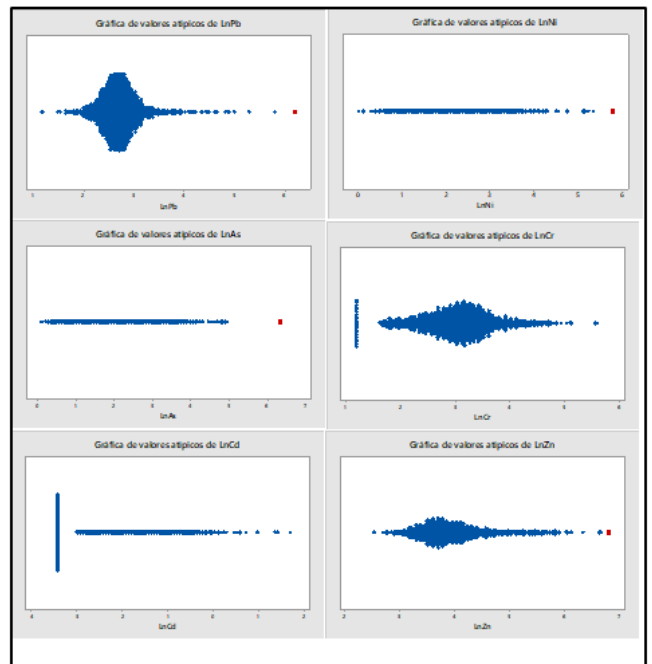 Gráfica de valores atípicos de LnPb
1 2 3 4 5 6
LnPb
Gráfica de valores atípicos de LnNi
0 1 2 3 4 5 6
LnNi
Gráfica de valores atípicos de LnAs
0 1 2 3 4 5 6 7
LnAs
Gráfica de valores atípicos de LnCr
1 2 3 4 5 6
LnCr
Gráfica de valores atípicos de LnCd
LnCd
Gráfica de valores atípicos de LnZn
2 3 4 5 6 7
LnZn